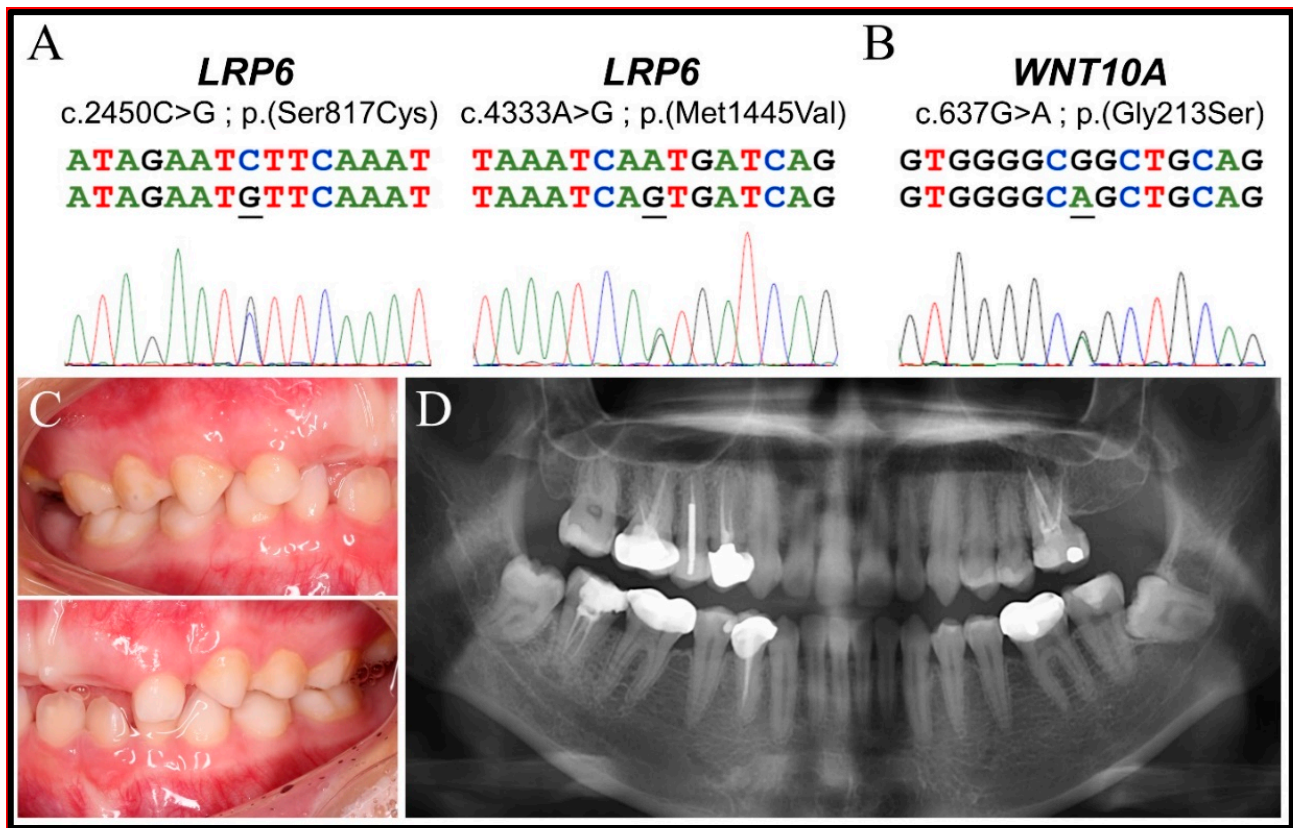 A
B
LRP6
LRP6
WNT10A
c.2450C>G ; p.(Ser817Cys)
c.4333A>G ; p.(Met1445Val)
c.637G>A ; p.(Gly213Ser)
ATAGAATCTTCAAAT
TAAATCAATGATCAG
GTGGGGCGGCTGCAG
ATAGAATGTTCAAAT
TAAATCAGTGATCAG
GTGGGGCAGCTGCAG
C
D